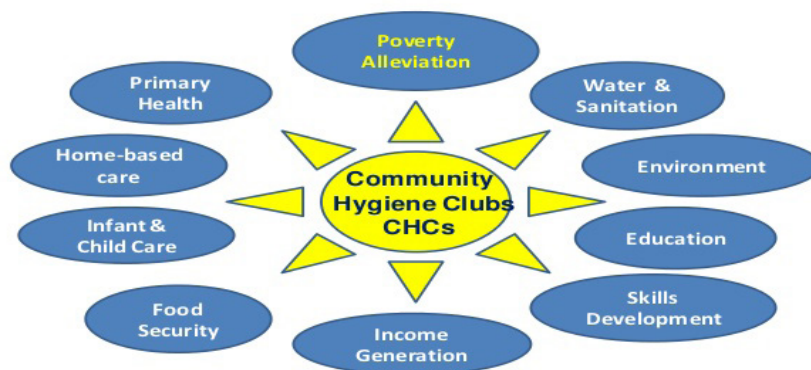 Poverty
Alleviation
Primary
Health
Water &
Sanitation
Home-based
care
Environment
Community
Hygiene Clubs
CHCs
Infant &
Child Care
Education
Food
Security
Skills
Development
Income
Generation